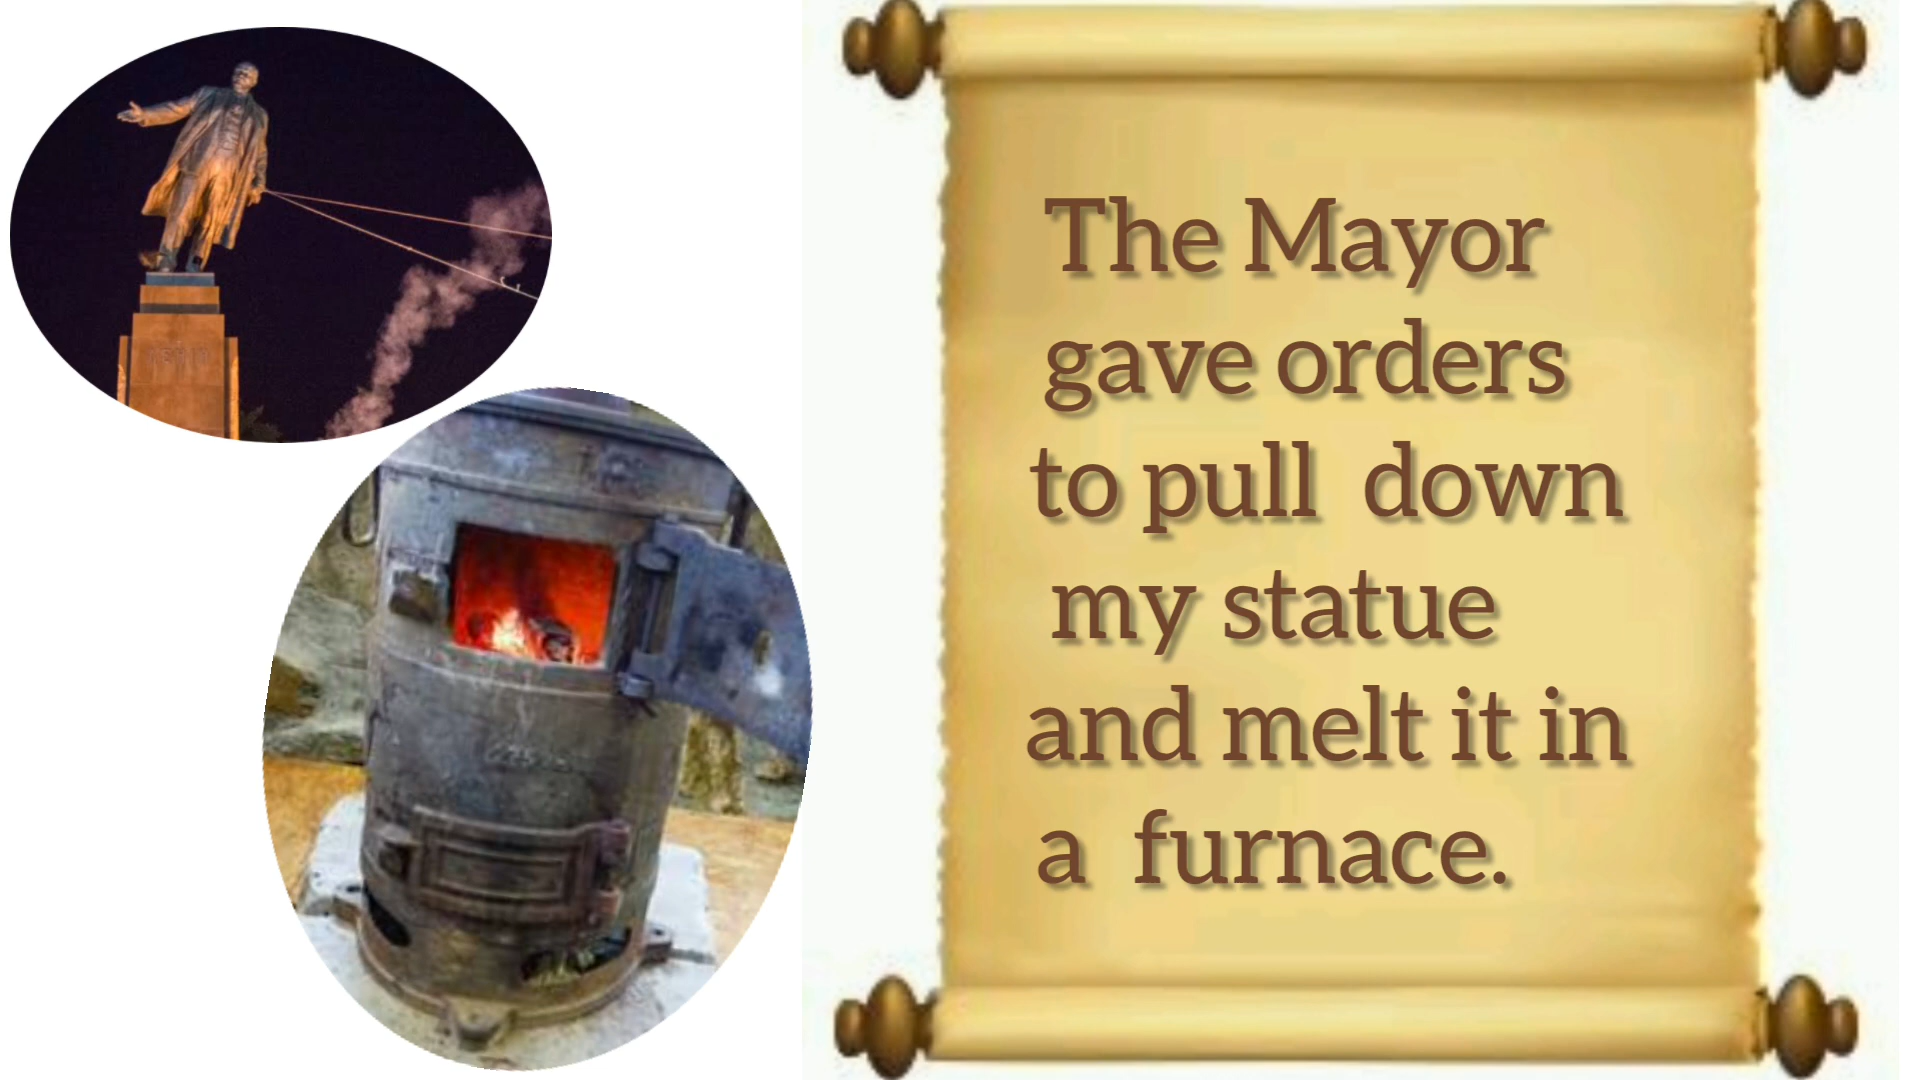 The Mayor
gave orders
to pull down
my statue
and melt it in
a furnace.